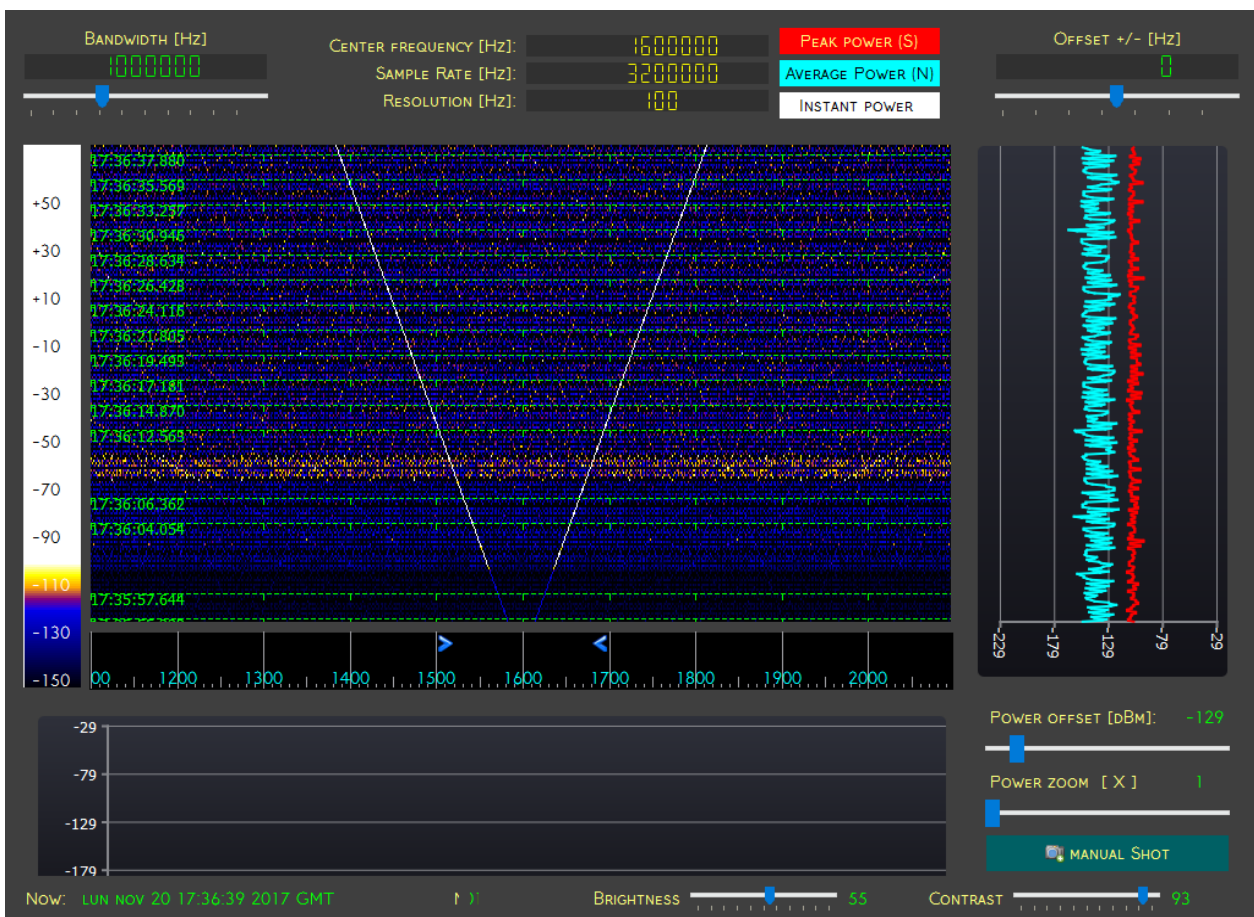 BANDWIDTH [HZ]
1000000
CENTER FREQUENCY [HZ]: 1600000
SAMPLE RATE [HZ]: 3200000
RESOLUTION [HZ]: 100
PEAK POWER (S)
AVERAGE POWER (N)
INSTANT POWER
OFFSET +/- [HZ]
0
+50
+30
+10
-10
-30
-50
-70
-90
-110
-130
-150
17:36:37.880
17:36:35.569
17:36:33.257
17:36:30.946
17:36:28.634
17:36:26.428
17:36:24.116
17:36:21.805
17:36:19.493
17:36:17.181
17:36:14.870
17:36:12.569
17:36:06.362
17:36:04.054
17:35:57.644
00 1200 1300 1400 1500 1600 1700 1800 1900 2000
-229 -179 -129 -79 29
-29
-79
-129
-179
POWER OFFSET [DBM]: -129
POWER ZOOM [ X ] 1
MANUAL SHOT
NOW: LUN NOV 20 17:36:39 2017 GMT
BRIGHTNESS 55
CONTRAST 93